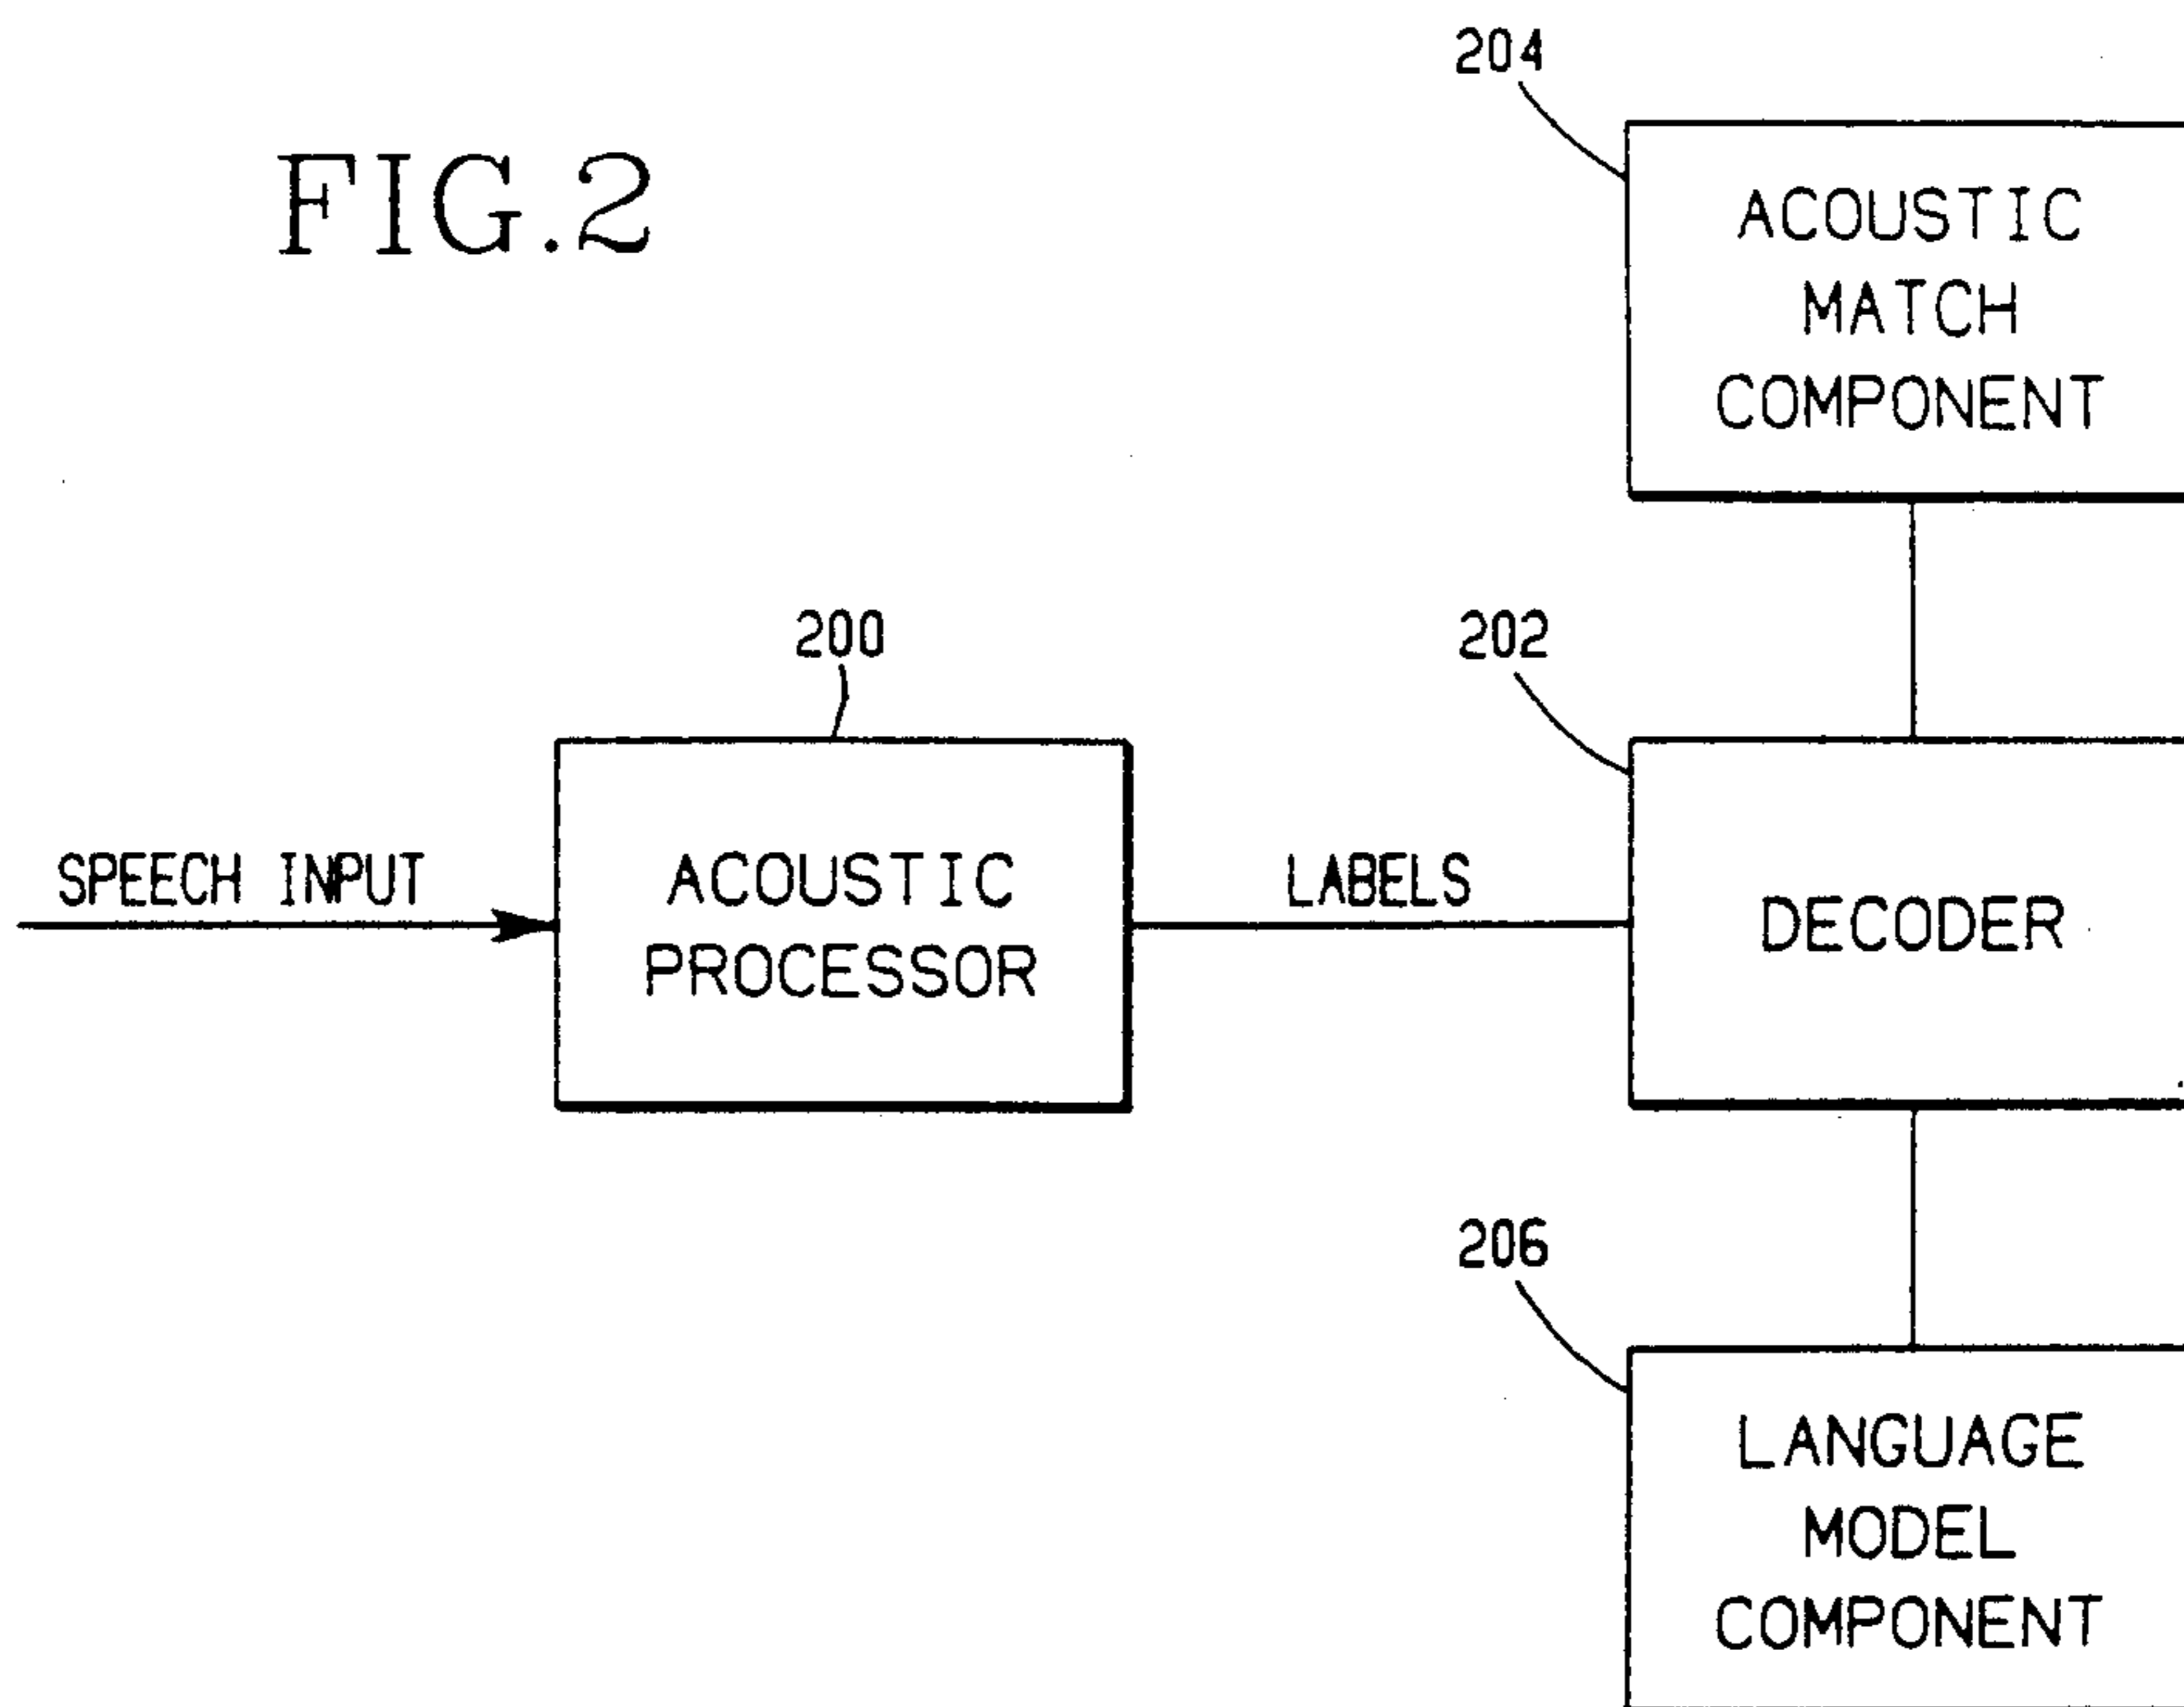 FIG.2
204
ACOUSTIC
MATCH
COMPONENT
200
202
SPEECH INPUT
ACOUSTIC
PROCESSOR
LABELS
DECODER
206
LANGUAGE
MODEL
COMPONENT